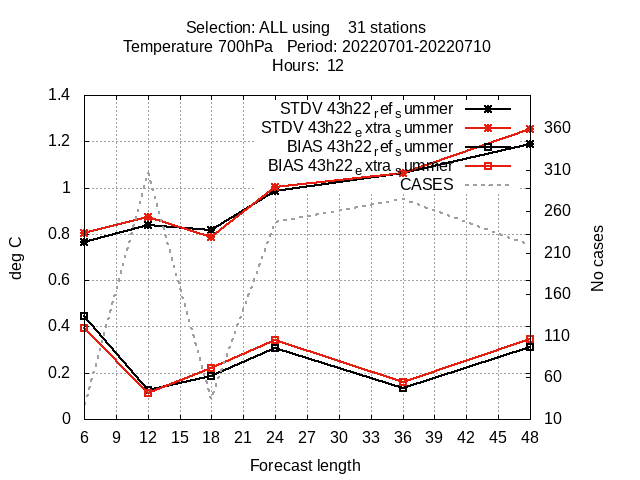 Selection: ALL using    31 stations
Temperature 700hPa   Period: 20220701-20220710
Hours:  12
STDV 43h22_ref_summer
STDV 43h22_extra_summer
BIAS 43h22_ref_summer
BIAS 43h22_extra_summer
CASES
1.4
1.2
1
0.8
0.6
0.4
0.2
0
deg C
360
310
260
210
160
110
60
10
No cases
6 9 12 15 18 21 24 27 30 33 36 39 42 45 48
Forecast length